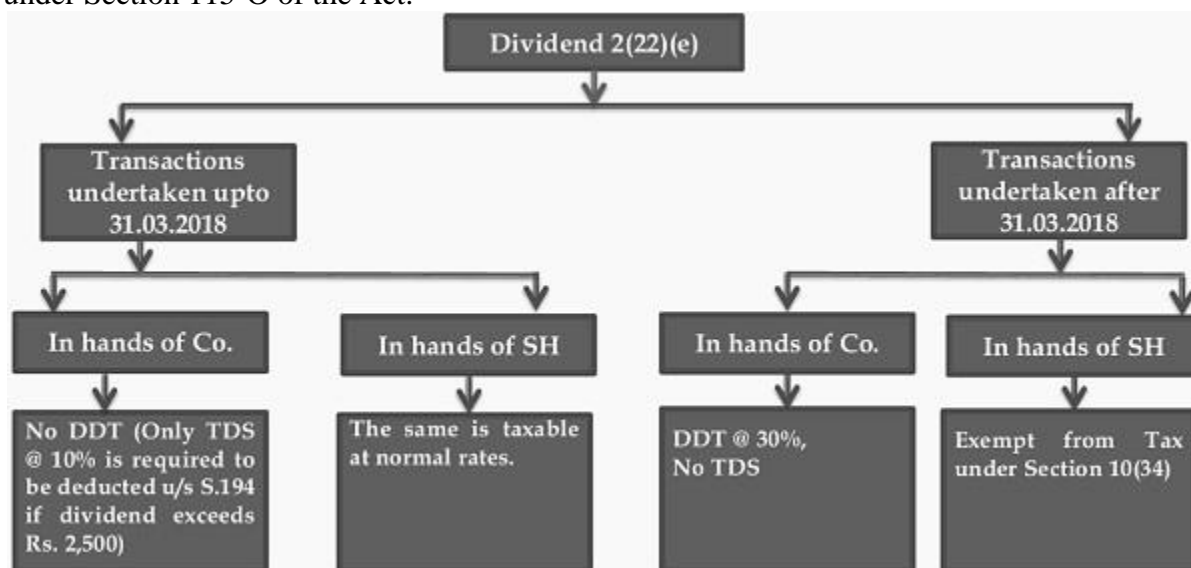 under Section 115-O of the Act.
Dividend 2(22)(e)
Transactions
undertaken upto
31.03.2018
Transactions
undertaken after
31.03.2018
In hands of Co.
In hands of SH
In hands of Co.
In hands of SH
No DDT (Only TDS
@ 10% is required to
be deducted u/s S.194
if dividend exceeds
Rs. 2,500)
The same is taxable
at normal rates.
DDT @ 30%,
No TDS
Exempt from Tax
under Section 10(34)